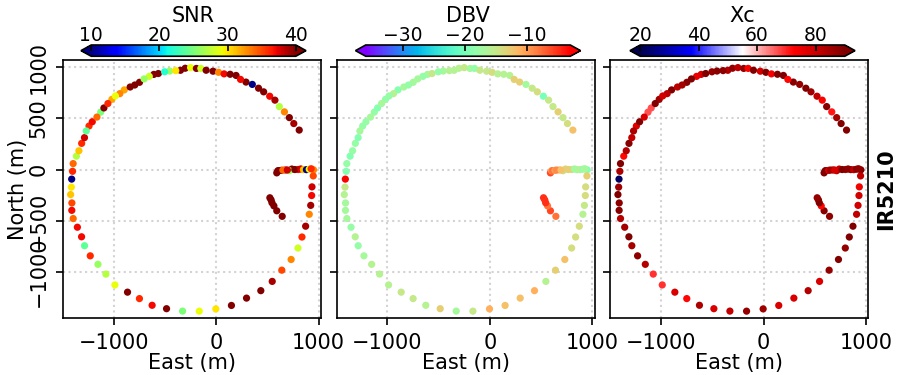 SNR
DBV
Xc
10 20 30 40
−30 −20 −10
20 40 60 80
North (m)
1000
500
0
−500
−1000
−1000 0 1000
−1000 0 1000
−1000 0 1000
East (m)
East (m)
East (m)
IR5210